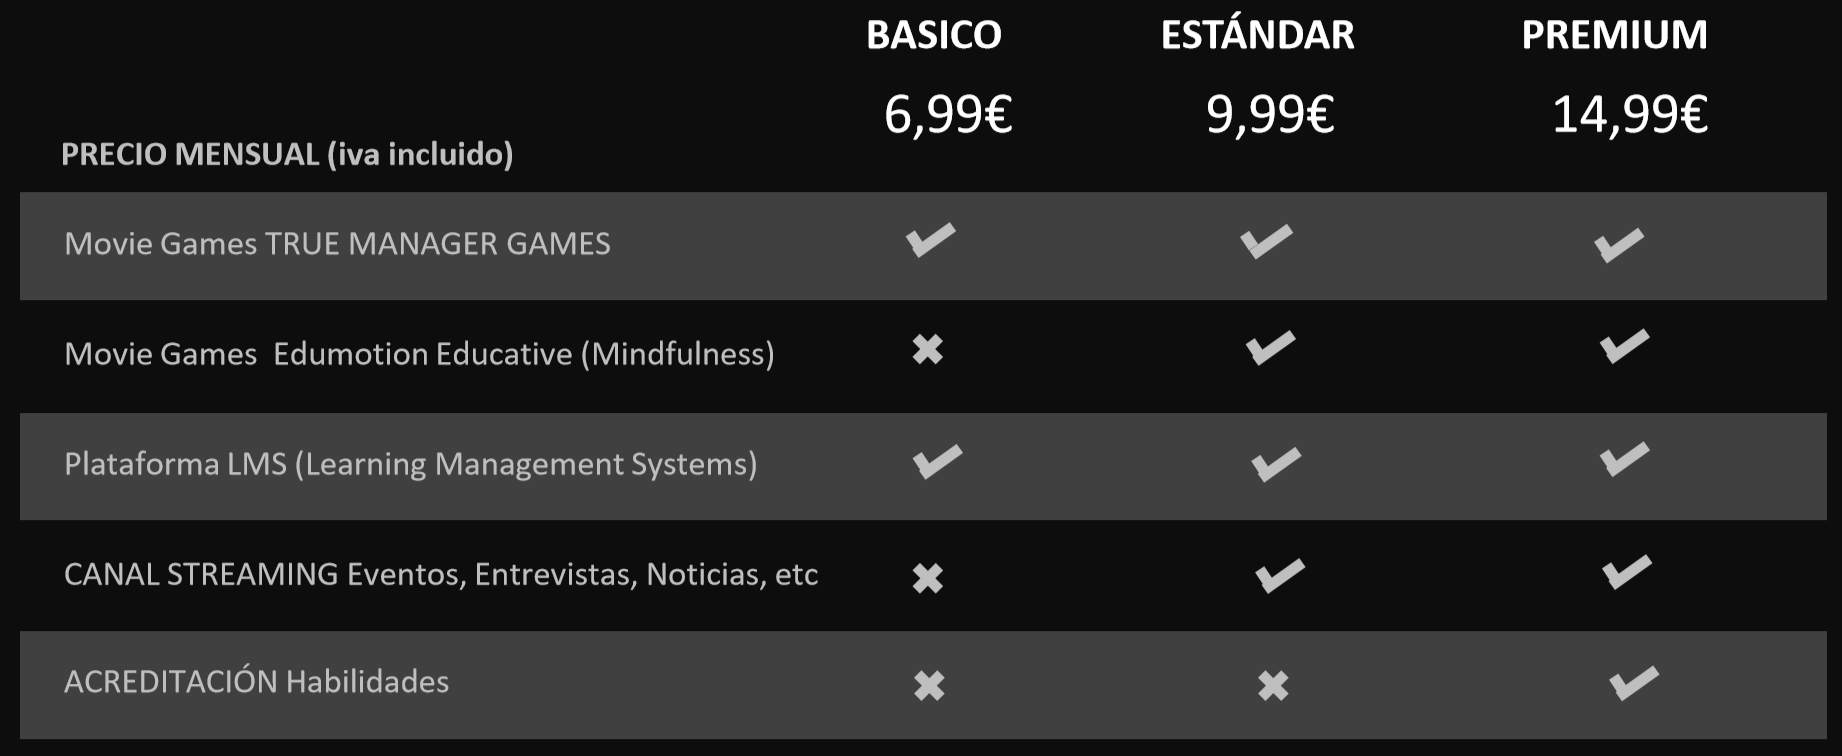 BASICO ESTÁNDAR PREMIUM
6,99€ 9,99€ 14,99€
PRECIO MENSUAL (iva incluido)
Movie Games TRUE MANAGER GAMES
Movie Games  Edumotion Educative (Mindfulness)
Plataforma LMS (Learning Management Systems)
CANAL STREAMING Eventos, Entrevistas, Noticias, etc
ACREDITACIÓN Habilidades